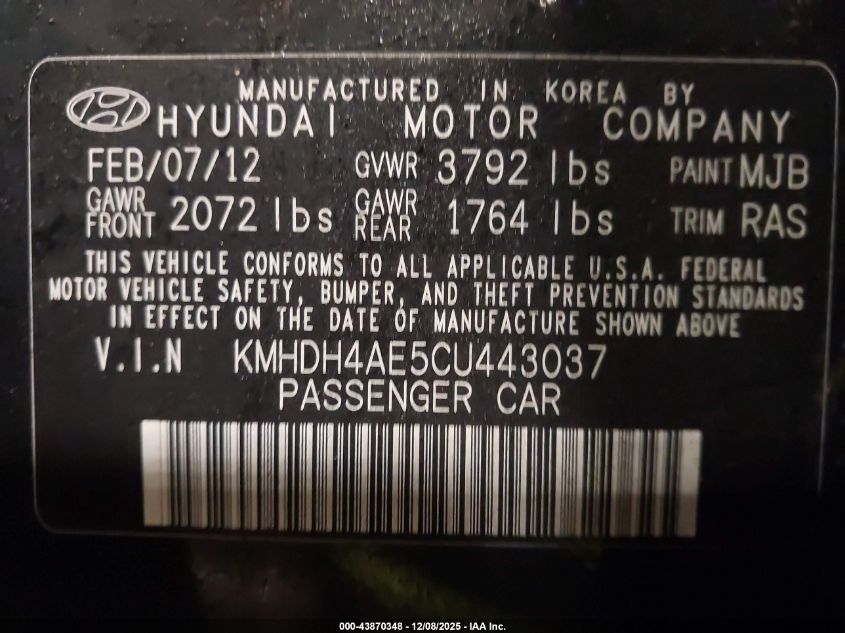 MANUFACTURED IN KOREA BY
HYUNDAI MOTOR COMPANY
FEB/07/12 GVWR 3792 lbs PAINT MJB
GAWR FRONT 2072 lbs GAWR REAR 1764 lbs TRIM RAS
THIS VEHICLE CONFORMS TO ALL APPLICABLE U.S.A. FEDERAL
MOTOR VEHICLE SAFETY, BUMPER, AND THEFT PREVENTION STANDARDS
IN EFFECT ON THE DATE OF MANUFACTURE SHOWN ABOVE
V.I.N KMHDH4AE5CU443037
PASSENGER CAR
000-43870348 - 12/08/2025 - IAA Inc.